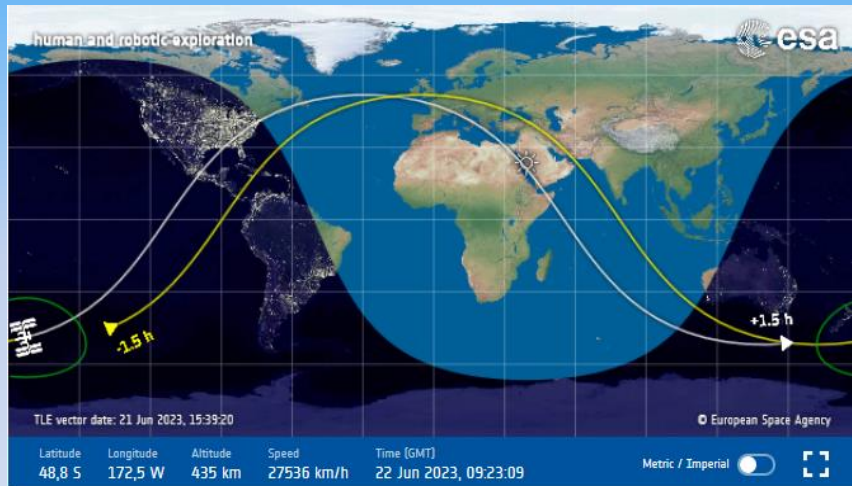 human and robotic exploration
esa
-1.5 h
+1.5 h
TLE vector date: 21 Jun 2023, 15:39:20
© European Space Agency
Latitude Longitude Altitude Speed Time (GMT)
48,8 S 172,5 W 435 km 27536 km/h 22 Jun 2023, 09:23:09
Metric / Imperial